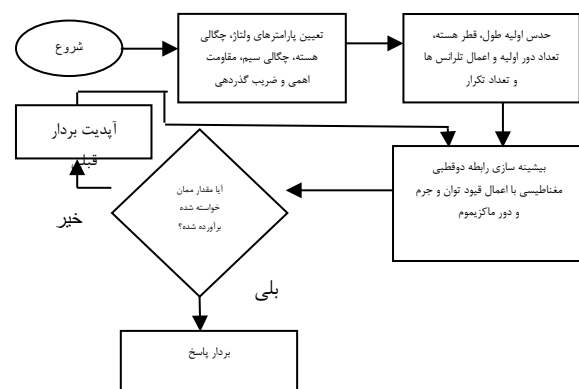 شروع
تعیین پارامترهای ولتاژ، چگالی
هسته، چگالی سیم، مقاومت
اهمی و ضریب گذردهی
حدس اولیه طول، قطر هسته،
تعداد دور اولیه و اعمال تلرانس ها
و تعداد تکرار
بیشینه سازی رابطه دوقطبی
مغناطیسی با اعمال قیود توان و جرم
و دور ماکزیموم
آیا مقدار ممان
خواسته شده
برآورده شده؟
خیر
آپدیت بردار
قبلی
بلی
بردار پاسخ